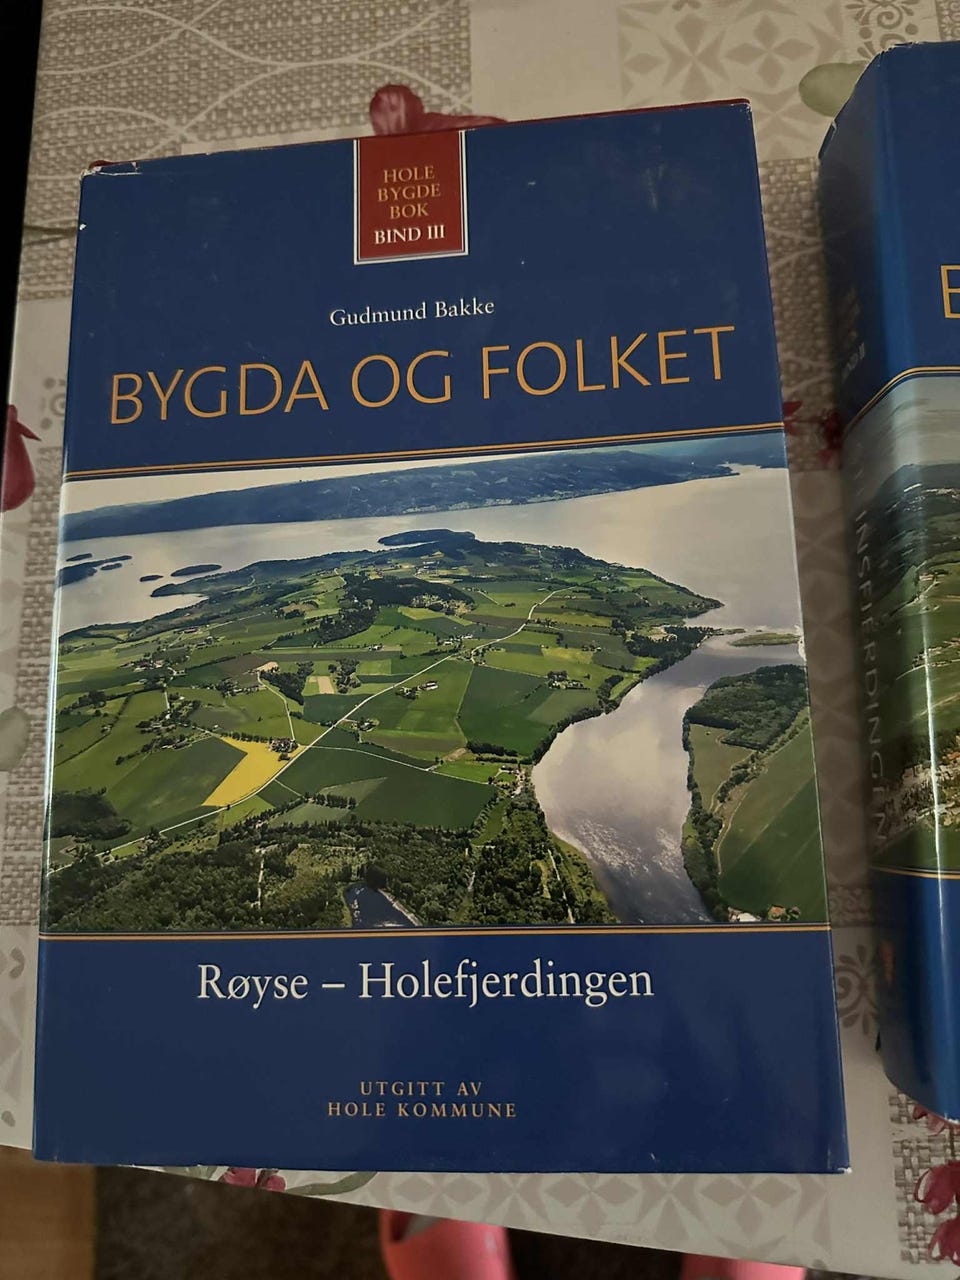 HOLE
BYGDE
BOK
BIND III
Gudmund Bakke
BYGDA OG FOLKET
Røyse – Holefjerdingen
UTGITT AV
HOLE KOMMUNE
B